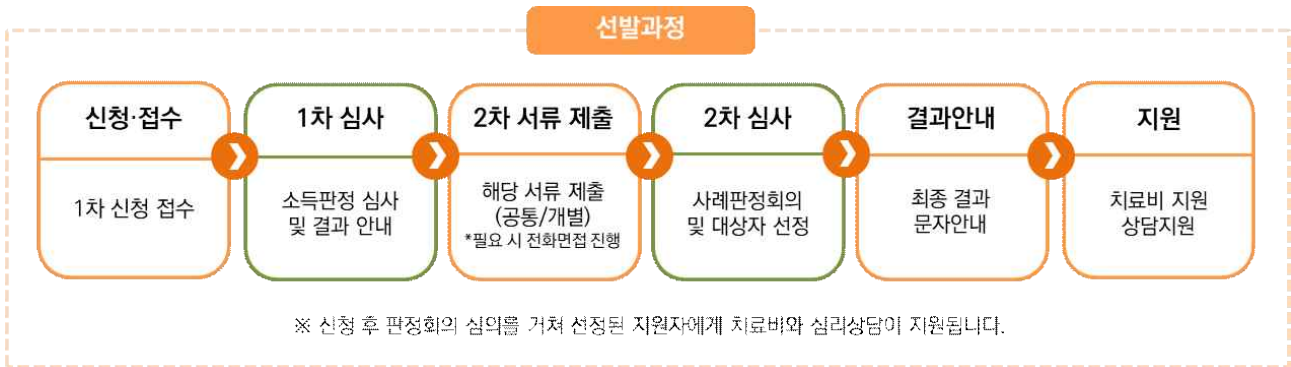 선발과정
신청·접수
1차 신청 접수
1차 심사
소득판정 심사
및 결과 안내
2차 서류 제출
해당 서류 제출
(공통/개별)
*필요 시 전화면접 진행
2차 심사
사례판정회의
및 대상자 선정
결과안내
최종 결과
문자안내
지원
치료비 지원
상담지원
※ 신청 후 판정회의 심의를 거쳐 선정된 지원자에게 치료비와 심리상담이 지원됩니다.